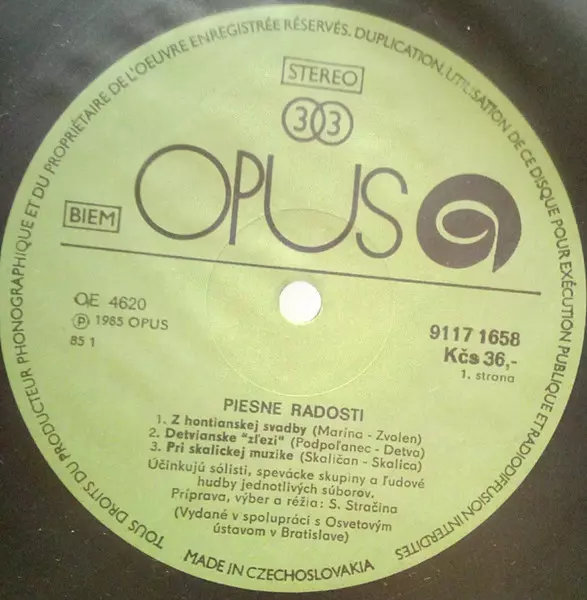 TOUS DROITS DU PRODUCTEUR PHONOGRAPHIQUE ET DU PROPRIÉTAIRE DE L'OEUVRE ENREGISTRÉE RÉSERVÉS. DUPLICATION, UTILISATION DE CE DISQUE POUR EXÉCUTION PUBLIQUE ET RADIODIFFUSION INTERDITES
STEREO
33
OPUS
BIEM
OE 4620
Ⓟ 1985 OPUS
85 1
9117 1658
Kčs 36,-
1. strana
PIESNE RADOSTI
1. Z hontianskej svadby (Marína - Zvolen)
2. Detvianske "zľezi" (Podpoľanec - Detva)
3. Pri skalickej muzike (Skaličan - Skalica)
Účinkujú sólisti, spevácke skupiny a ľudové
hudby jednotlivých súborov.
Príprava, výber a réžia: S. Stračina
(Vydané v spolupráci s Osvetovým
ústavom v Bratislave)
MADE IN CZECHOSLOVAKIA